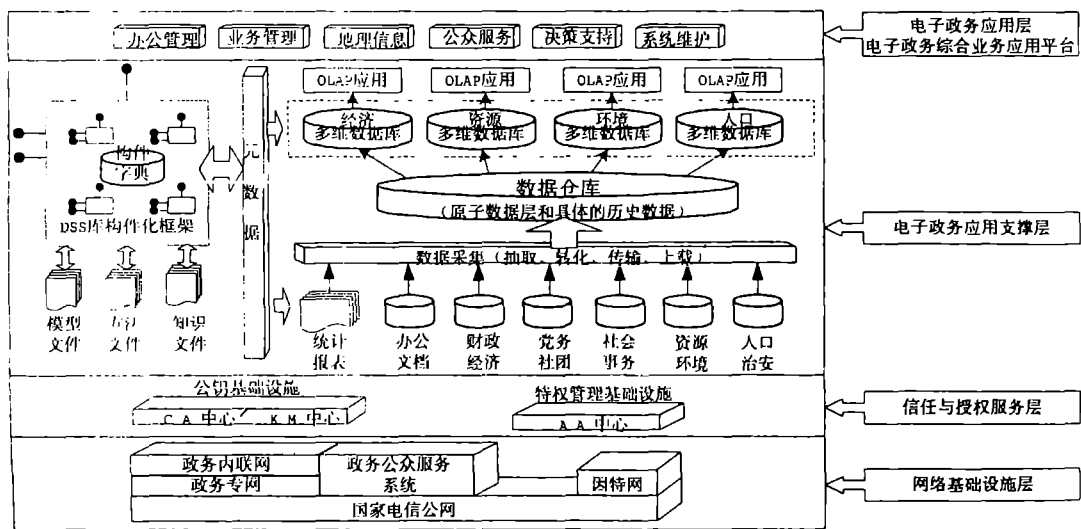 办公管理 业务管理 地理信息 公众服务 决策支持 系统维护
电子政务应用层
电子政务综合业务应用平台
OLAP应用 OLAP应用 OLAP应用 OLAP应用
经济
多维数据库
资源
多维数据库
环境
多维数据库
人口
多维数据库
构件
字典
DSS库构件化框架
元
数
据
数据仓库
(原子数据层和具体的历史数据)
数据采集(抽取、转化、传输、上载)
电子政务应用支撑层
模型
文件
方法
文件
知识
文件
统计
报表
办公
文档
财政
经济
党务
社团
社会
事务
资源
环境
人口
治安
公钥基础设施
CA中心 KM中心
特权管理基础设施
AA中心
信任与授权服务层
政务内联网
政务专网
政务公众服务
系统
因特网
国家电信公网
网络基础设施层